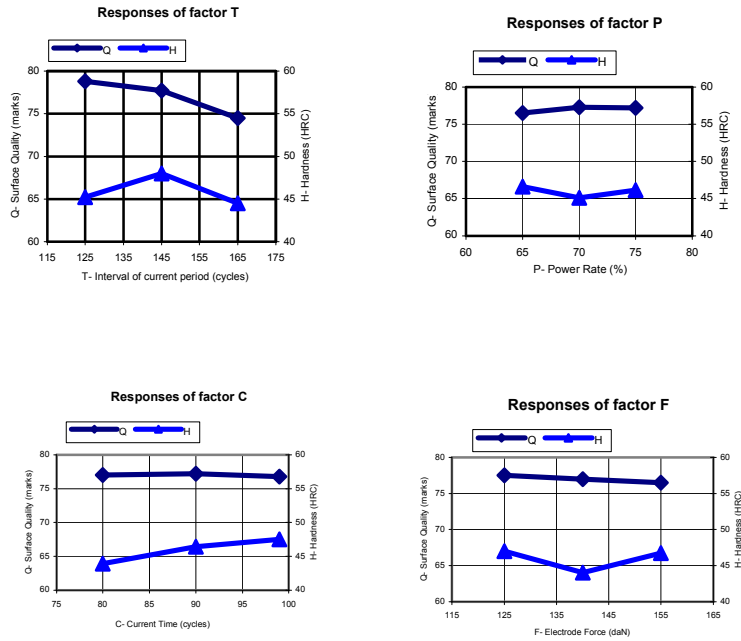 Responses of factor T
Q H
Q- Surface Quality (marks)
80
75
70
65
60
60
55
50
45
40
H- Hardness (HRC)
115 125 135 145 155 165 175
T- Interval of current period (cycles)
Responses of factor P
Q H
Q- Surface Quality (marks
80
75
70
65
60
60
55
50
45
40
H- Hardness (HRC)
60 65 70 75 80
P- Power Rate (%)
Responses of factor C
Q H
Q- Surface Quality (marks)
80
75
70
65
60
60
55
50
45
40
H- Hardness (HRC)
75 80 85 90 95 100
C- Current Time (cycles)
Responses of factor F
Q H
Q- Surface Quality (marks)
80
75
70
65
60
60
55
50
45
40
H- Hardness (HRC)
115 125 135 145 155 165
F- Electrode Force (daN)